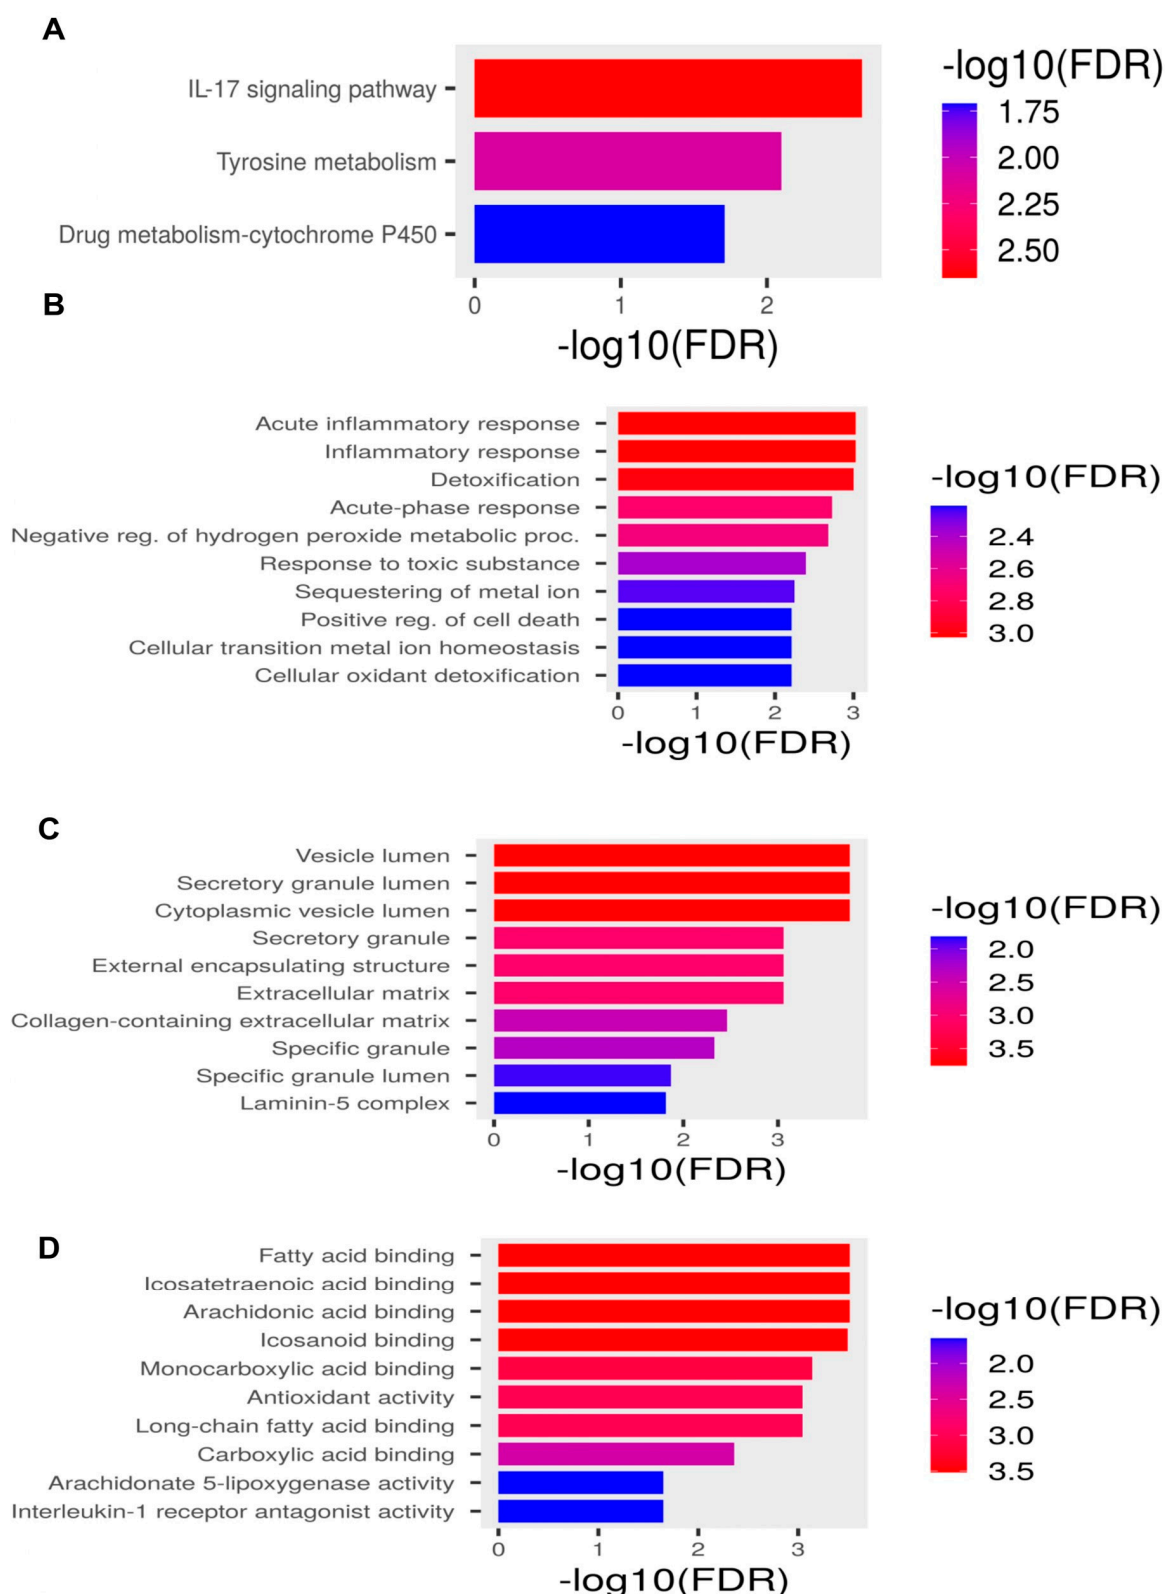 A
IL-17 signaling pathway
Tyrosine metabolism
Drug metabolism-cytochrome P450
0 1 2
-log10(FDR)
-log10(FDR)
1.75
2.00
2.25
2.50
B
Acute inflammatory response
Inflammatory response
Detoxification
Acute-phase response
Negative reg. of hydrogen peroxide metabolic proc.
Response to toxic substance
Sequestering of metal ion
Positive reg. of cell death
Cellular transition metal ion homeostasis
Cellular oxidant detoxification
0 1 2 3
-log10(FDR)
-log10(FDR)
2.4
2.6
2.8
3.0
C
Vesicle lumen
Secretory granule lumen
Cytoplasmic vesicle lumen
Secretory granule
External encapsulating structure
Extracellular matrix
Collagen-containing extracellular matrix
Specific granule
Specific granule lumen
Laminin-5 complex
0 1 2 3
-log10(FDR)
-log10(FDR)
2.0
2.5
3.0
3.5
D
Fatty acid binding
Icosatetraenoic acid binding
Arachidonic acid binding
Icosanoid binding
Monocarboxylic acid binding
Antioxidant activity
Long-chain fatty acid binding
Carboxylic acid binding
Arachidonate 5-lipoxygenase activity
Interleukin-1 receptor antagonist activity
0 1 2 3
-log10(FDR)
-log10(FDR)
2.0
2.5
3.0
3.5